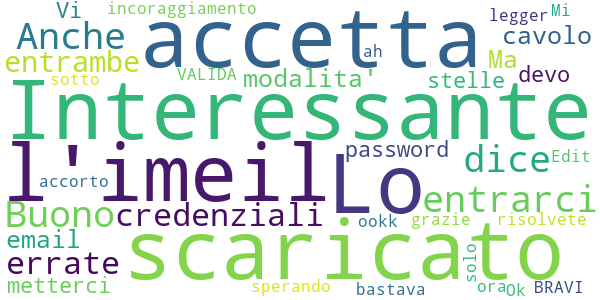 Vi incoraggiamento legger Mi
Anche accetta ah cavolo
entrambe VALIDA modalita' Ma devo
sotto stelle
Interessante
l'imeil Lo password dice Edit
accorto entrarci
Buono credenziali ookk grazie risolvete
email scaricato solo
errate
metterci sperando bastava ora Ok BRAVI